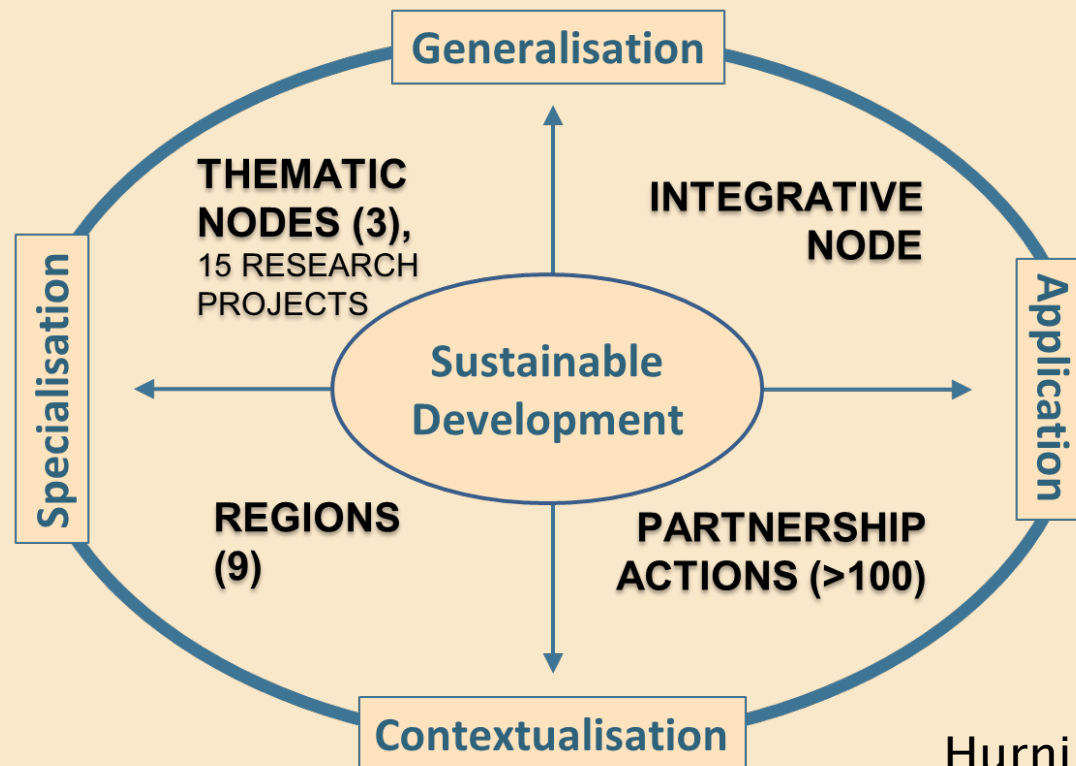 Generalisation
THEMATIC
NODES (3),
15 RESEARCH
PROJECTS
INTEGRATIVE
NODE
Specialisation
Sustainable
Development
Application
REGIONS
(9)
PARTNERSHIP
ACTIONS (>100)
Contextualisation
Hurni